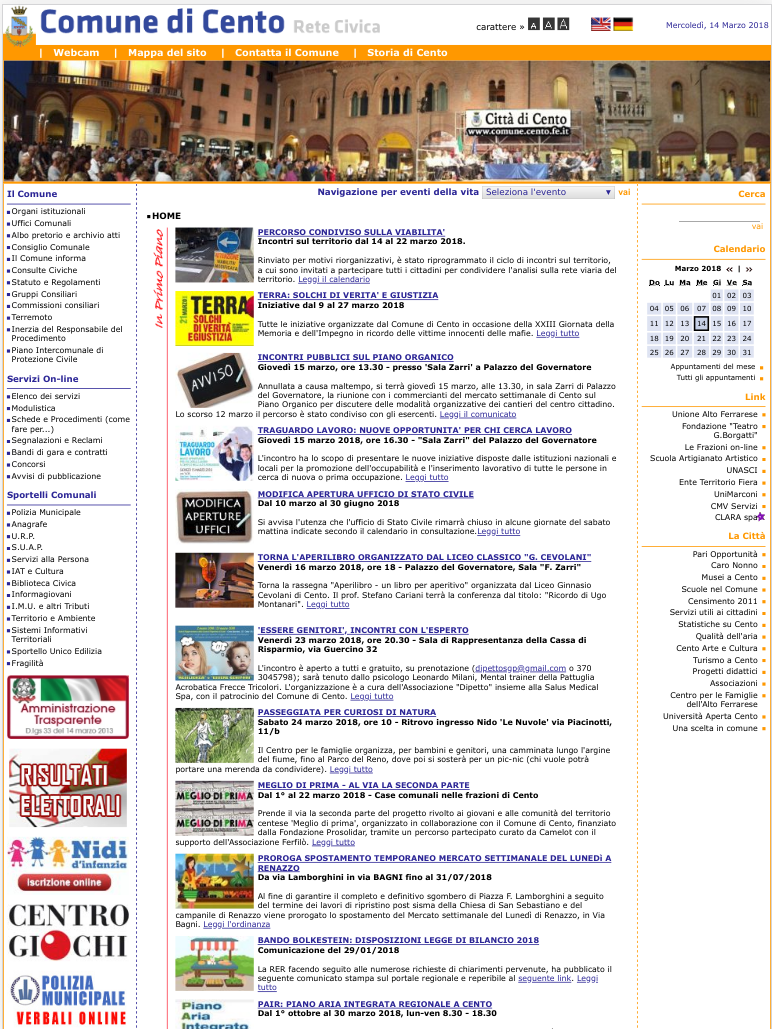 Comune di Cento Rete Civica
carattere » A A A
Mercoledì, 14 Marzo 2018
| Webcam | Mappa del sito | Contatta il Comune | Storia di Cento
Città di Cento
www.comune.cento.fe.it
Il Comune
Organi istituzionali
Uffici Comunali
Albo pretorio e archivio atti
Consiglio Comunale
Il Comune informa
Consulte Civiche
Statuto e Regolamenti
Gruppi Consiliari
Commissioni consiliari
Terremoto
Inerzia del Responsabile del
Procedimento
Piano Intercomunale di
Protezione Civile
Servizi On-line
Elenco dei servizi
Modulistica
Schede e Procedimenti (come
fare per...)
Segnalazioni e Reclami
Bandi di gara e contratti
Concorsi
Avvisi di pubblicazione
Sportelli Comunali
Polizia Municipale
Anagrafe
U.R.P.
S.U.A.P.
Servizi alla Persona
IAT e Cultura
Biblioteca Civica
Informagiovani
I.M.U. e altri Tributi
Territorio e Ambiente
Sistemi Informativi
Territoriali
Sportello Unico Edilizia
Fragilità
Amministrazione
Trasparente
D.lgs 33 del 14 marzo 2013
RISULTATI
ELETTORALI
Nidi
d'infanzia
Iscrizione online
CENTRO
GIOCHI
POLIZIA
MUNICIPALE
VERBALI ONLINE
Navigazione per eventi della vita Seleziona l'evento vai
HOME
In Primo Piano
PERCORSO CONDIVISO SULLA VIABILITA'
Incontri sul territorio dal 14 al 22 marzo 2018.
Rinviato per motivi riorganizzativi, è stato riprogrammato il ciclo di incontri sul territorio,
a cui sono invitati a partecipare tutti i cittadini per condividere l'analisi sulla rete viaria del
territorio. Leggi il calendario
21 MARZO
TERRA
SOLCHI
DI VERITÀ E
GIUSTIZIA
TERRA: SOLCHI DI VERITA' E GIUSTIZIA
Iniziative dal 9 al 27 marzo 2018
Tutte le iniziative organizzate dal Comune di Cento in occasione della XXIII Giornata della
Memoria e dell'Impegno in ricordo delle vittime innocenti delle mafie. Leggi tutto
AVVISO
INCONTRI PUBBLICI SUL PIANO ORGANICO
Giovedì 15 marzo, ore 13.30 - presso 'Sala Zarri' a Palazzo del Governatore
Annullata a causa maltempo, si terrà giovedì 15 marzo, alle 13.30, in sala Zarri di Palazzo
del Governatore, la riunione con i commercianti del mercato settimanale di Cento sul
Piano Organico per discutere delle modalità organizzative dei cantieri del centro cittadino.
Lo scorso 12 marzo il percorso è stato condiviso con gli esercenti. Leggi il comunicato
TRAGUARDO
LAVORO
TRAGUARDO LAVORO: NUOVE OPPORTUNITA' PER CHI CERCA LAVORO
Giovedì 15 marzo 2018, ore 16.30 - "Sala Zarri" del Palazzo del Governatore
L'incontro ha lo scopo di presentare le nuove iniziative disposte dalle istituzioni nazionali e
locali per la promozione dell'occupabilità e l'inserimento lavorativo di tutte le persone in
cerca di nuova o prima occupazione. Leggi tutto
MODIFICA
APERTURE
UFFICI
MODIFICA APERTURA UFFICIO DI STATO CIVILE
Dal 10 marzo al 30 giugno 2018
Si avvisa l'utenza che l'ufficio di Stato Civile rimarrà chiuso in alcune giornate del sabato
mattina indicate secondo il calendario in consultazione.Leggi tutto
TORNA L'APERILIBRO ORGANIZZATO DAL LICEO CLASSICO "G. CEVOLANI"
Venerdì 16 marzo 2018, ore 18 - Palazzo del Governatore, Sala "F. Zarri"
Torna la rassegna "Aperilibro - un libro per aperitivo" organizzata dal Liceo Ginnasio
Cevolani di Cento. Il prof. Stefano Cariani terrà la conferenza dal titolo: "Ricordo di Ugo
Montanari". Leggi tutto
'ESSERE GENITORI', INCONTRI CON L'ESPERTO
Venerdì 23 marzo 2018, ore 20.30 - Sala di Rappresentanza della Cassa di
Risparmio, via Guercino 32
L'incontro è aperto a tutti e gratuito, su prenotazione (dipettosgp@gmail.com o 370
3045798); sarà tenuto dallo psicologo Leonardo Milani, Mental trainer della Pattuglia
Acrobatica Frecce Tricolori. L'organizzazione è a cura dell'Associazione "Dipetto" insieme alla Salus Medical
Spa, con il patrocinio del Comune di Cento. Leggi tutto
PASSEGGIATA PER CURIOSI DI NATURA
Sabato 24 marzo 2018, ore 10 - Ritrovo ingresso Nido 'Le Nuvole' via Piacinotti,
11/b
Il Centro per le famiglie organizza, per bambini e genitori, una camminata lungo l'argine
del fiume, fino al Parco del Reno, dove poi si sosterà per un pic-nic (chi vuole potrà
portare una merenda da condividere). Leggi tutto
MEGLIO DI PRIMA
MEGLIO DI PRIMA
MEGLIO DI PRIMA - AL VIA LA SECONDA PARTE
Dal 1° al 22 marzo 2018 - Case comunali nelle frazioni di Cento
Prende il via la seconda parte del progetto rivolto ai giovani e alle comunità del territorio
centese 'Meglio di prima', organizzato in collaborazione con il Comune di Cento, finanziato
dalla Fondazione Prosolidar, tramite un percorso partecipato curato da Camelot con il
supporto dell'Associazione Ferfilò. Leggi tutto
PROROGA SPOSTAMENTO TEMPORANEO MERCATO SETTIMANALE DEL LUNEDì A
RENAZZO
Da via Lamborghini in via BAGNI fino al 31/07/2018
Al fine di garantire il completo e definitivo sgombero di Piazza F. Lamborghini a seguito
del termine dei lavori di ripristino post sisma della Chiesa di San Sebastiano e del
campanile di Renazzo viene prorogato lo spostamento del Mercato settimanale del Lunedì di Renazzo, in Via
Bagni. Leggi l'ordinanza
BANDO BOLKESTEIN: DISPOSIZIONI LEGGE DI BILANCIO 2018
Comunicazione del 29/01/2018
La RER facendo seguito alle numerose richieste di chiarimenti pervenute, ha pubblicato il
seguente comunicato stampa sul portale regionale e reperibile al seguente link. Leggi
tutto
Piano
Aria
Integrato
PAIR: PIANO ARIA INTEGRATA REGIONALE A CENTO
Dal 1° ottobre al 30 marzo 2018, lun-ven 8.30 - 18.30
Cerca
vai
Calendario
Marzo 2018 « | »
Do Lu Ma Me Gi Ve Sa
01 02 03
04 05 06 07 08 09 10
11 12 13 14 15 16 17
18 19 20 21 22 23 24
25 26 27 28 29 30 31
Appuntamenti del mese
Tutti gli appuntamenti
Link
Unione Alto Ferrarese
Fondazione "Teatro
G.Borgatti"
Le Frazioni on-line
Scuola Artigianato Artistico
UNASCI
Ente Territorio Fiera
UniMarconi
CMV Servizi
CLARA spa
La Città
Pari Opportunità
Caro Nonno
Musei a Cento
Scuole nel Comune
Censimento 2011
Servizi utili ai cittadini
Statistiche su Cento
Qualità dell'aria
Cento Arte e Cultura
Turismo a Cento
Progetti didattici
Associazioni
Centro per le Famiglie
dell'Alto Ferrarese
Università Aperta Cento
Una scelta in comune